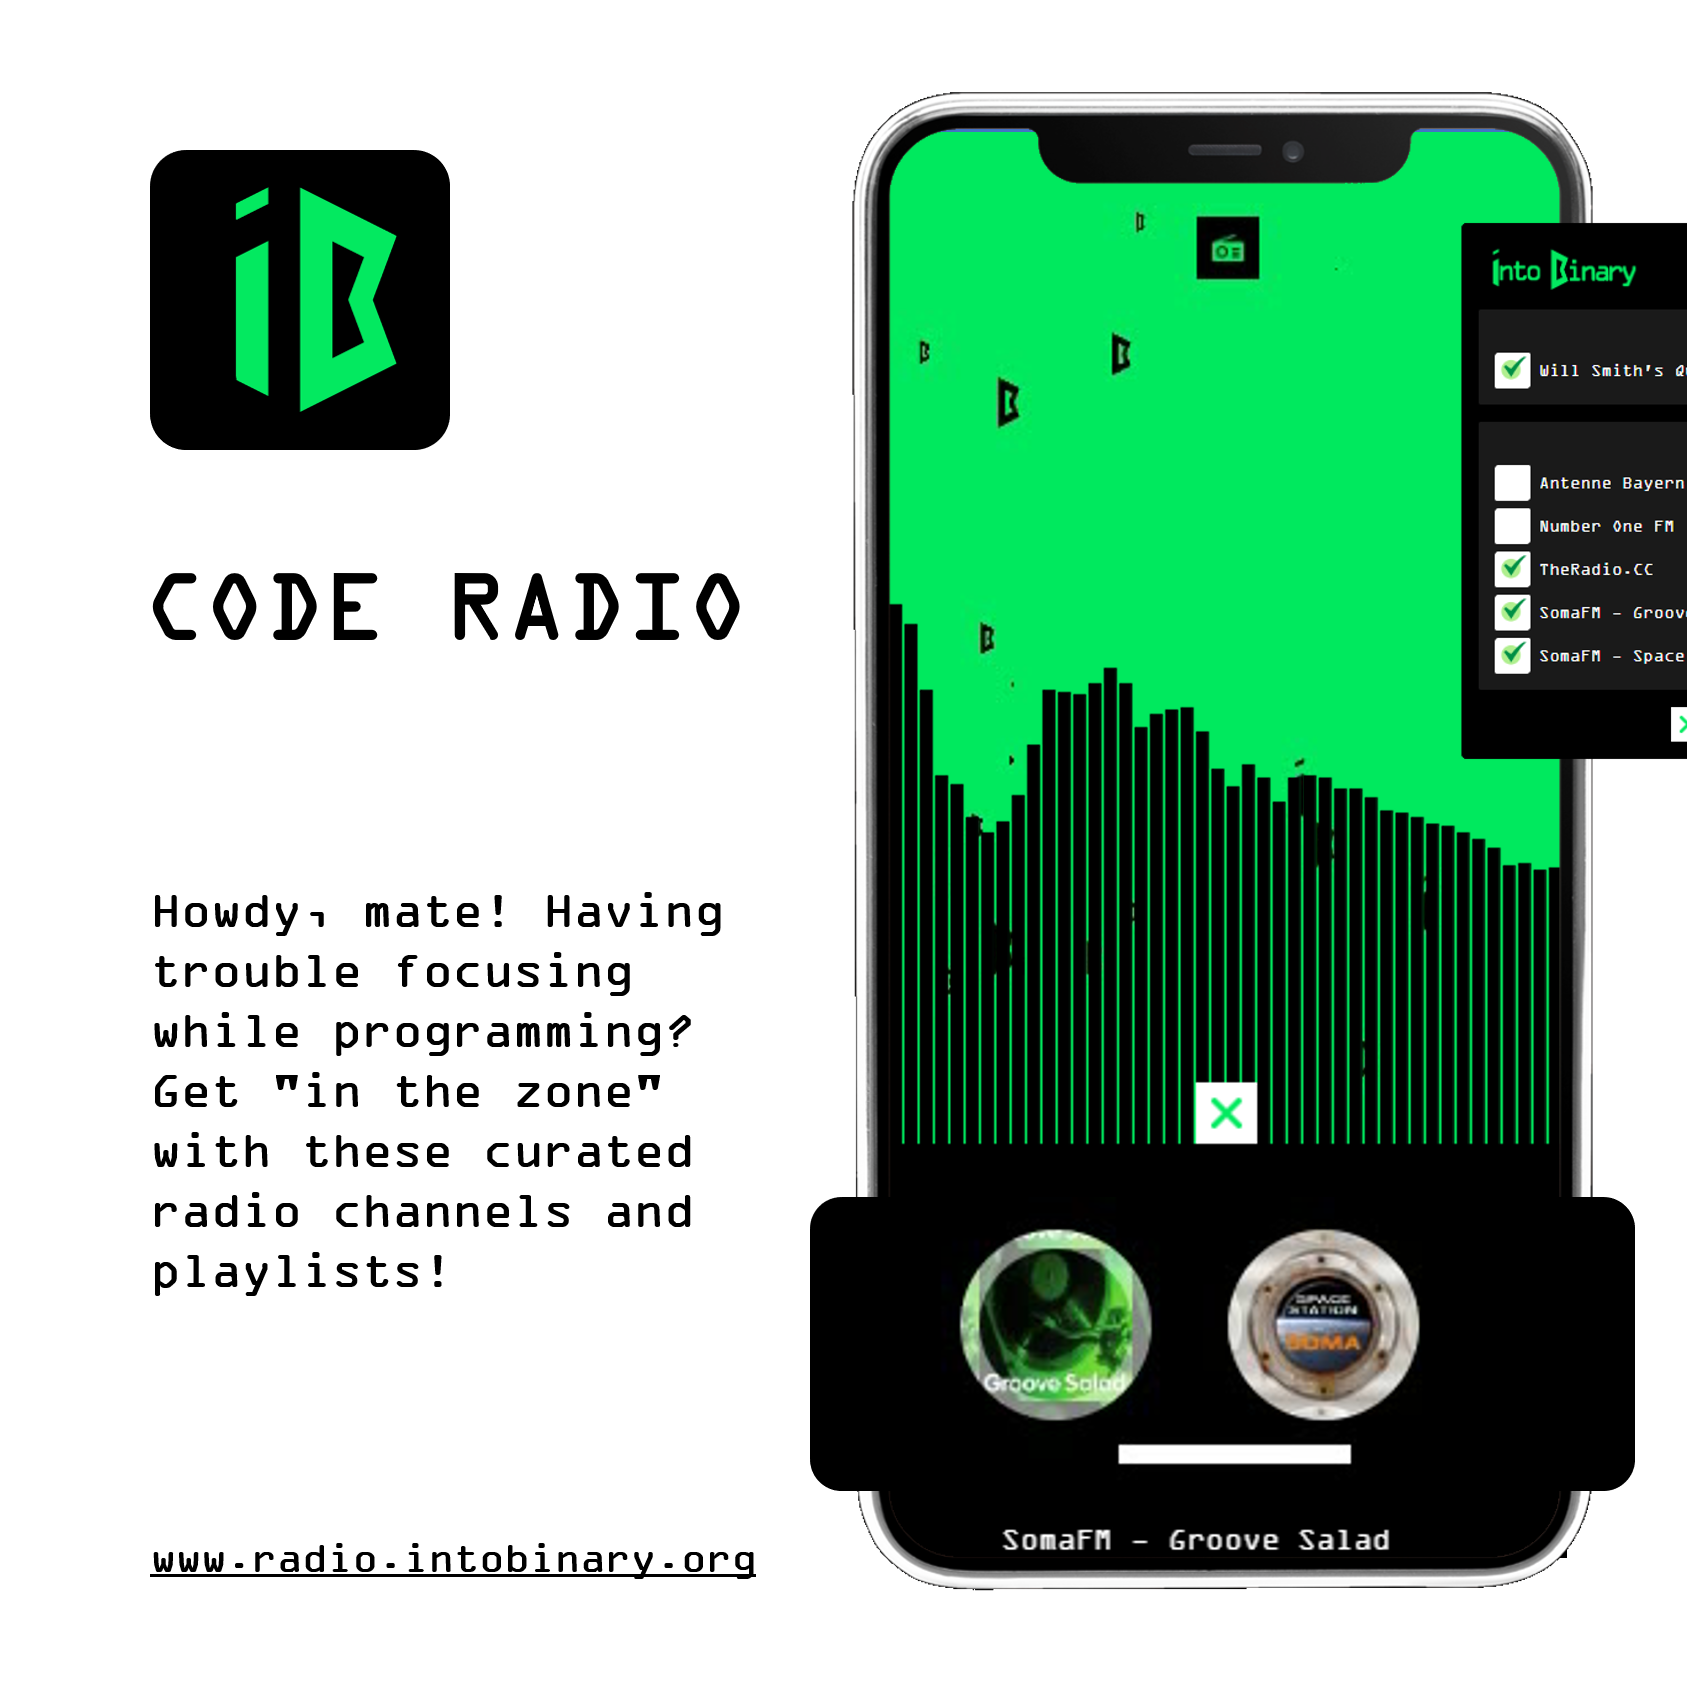 iB
CODE RADIO
Howdy, mate! Having
trouble focusing
while programming?
Get "in the zone"
with these curated
radio channels and
playlists!
www.radio.intobinary.org
into Binary
Will Smith's
Antenne Bayern
Number One FM
TheRadio.CC
SomaFM - Groove
SomaFM - Space
Groove Salad
SPACE
STATION
SOMA
SomaFM - Groove Salad